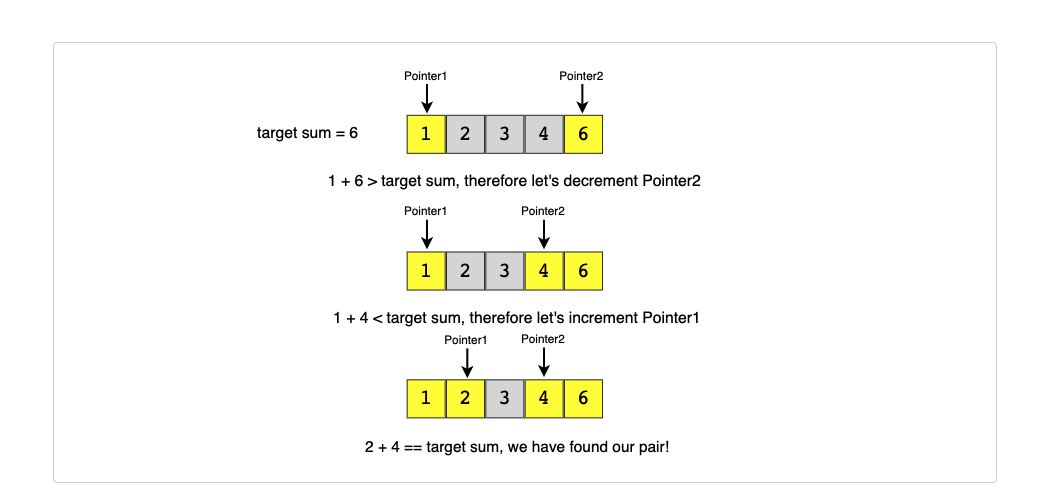 Pointer1 Pointer2
target sum = 6 1 2 3 4 6
1 + 6 > target sum, therefore let's decrement Pointer2
Pointer1 Pointer2
1 2 3 4 6
1 + 4 < target sum, therefore let's increment Pointer1
Pointer1 Pointer2
1 2 3 4 6
2 + 4 == target sum, we have found our pair!